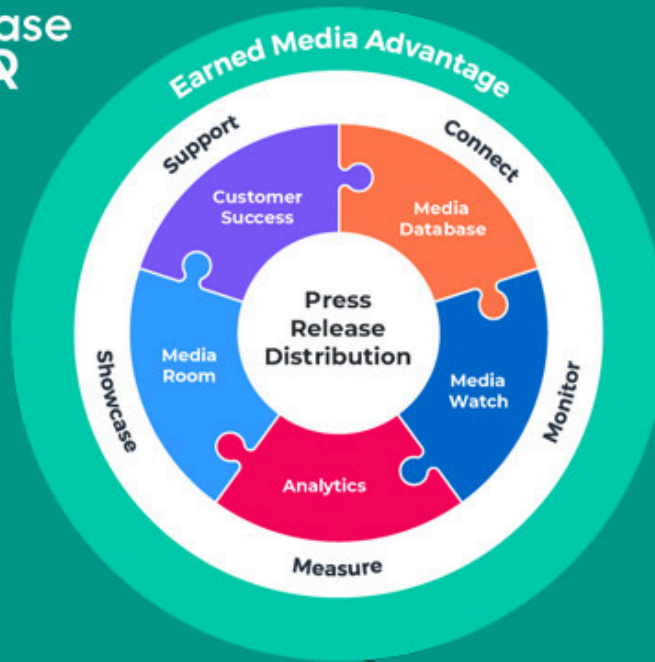 ase
Earned Media Advantage
Support
Connect
Customer
Success
Media
Database
Press
Release
Distribution
Media
Room
Media
Watch
Showcase
Monitor
Analytics
Measure